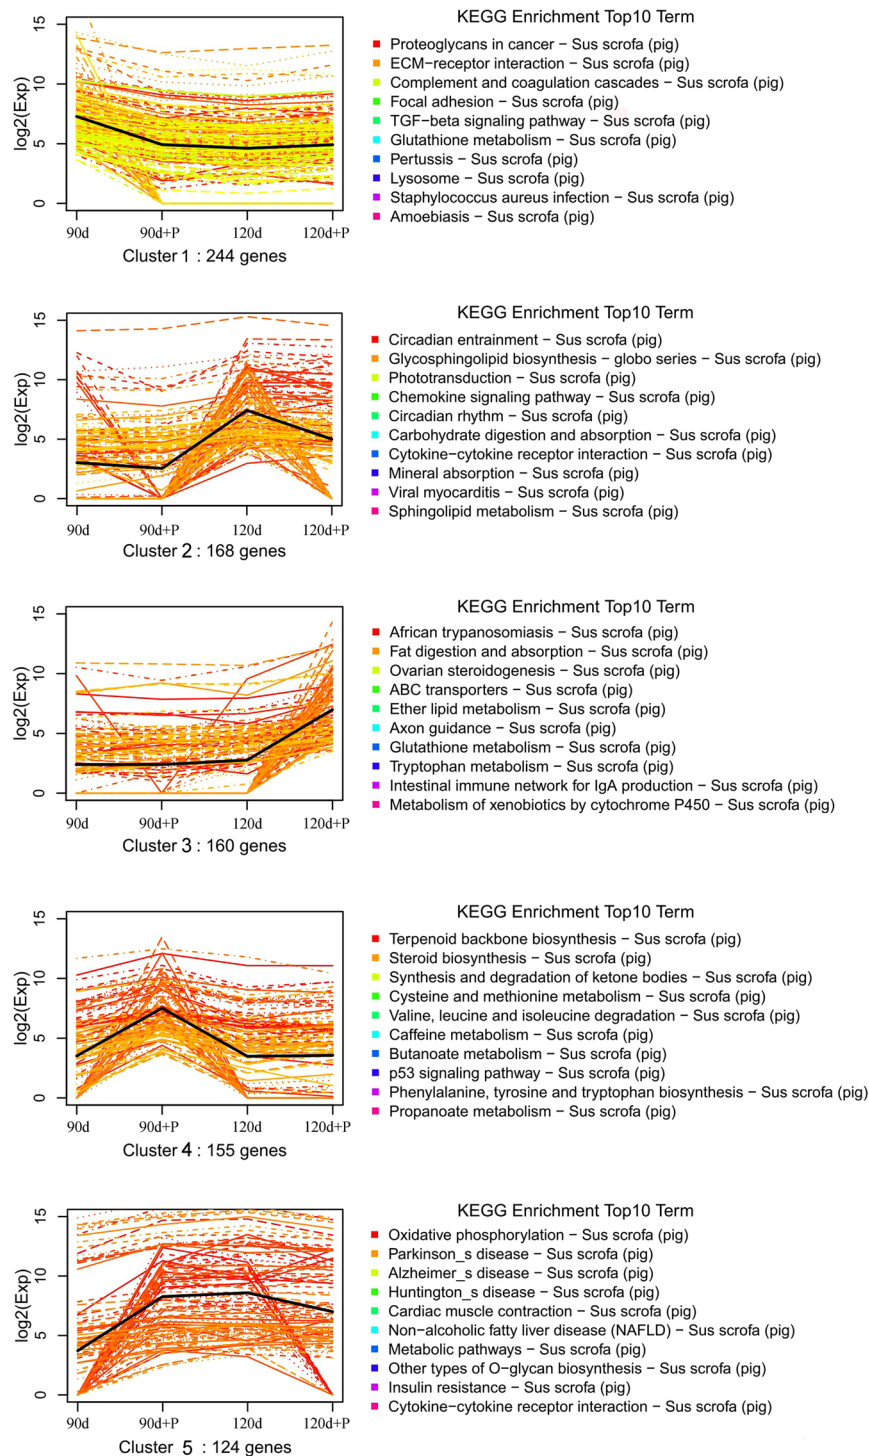 KEGG Enrichment Top10 Term
15
10
5
0
log2(Exp)
90d 90d+P 120d 120d+P
Cluster 1 : 244 genes
Proteoglycans in cancer − Sus scrofa (pig)
ECM−receptor interaction − Sus scrofa (pig)
Complement and coagulation cascades − Sus scrofa (pig)
Focal adhesion − Sus scrofa (pig)
TGF−beta signaling pathway − Sus scrofa (pig)
Glutathione metabolism − Sus scrofa (pig)
Pertussis − Sus scrofa (pig)
Lysosome − Sus scrofa (pig)
Staphylococcus aureus infection − Sus scrofa (pig)
Amoebiasis − Sus scrofa (pig)
KEGG Enrichment Top10 Term
15
10
5
0
log2(Exp)
90d 90d+P 120d 120d+P
Cluster 2 : 168 genes
Circadian entrainment − Sus scrofa (pig)
Glycosphingolipid biosynthesis − globo series − Sus scrofa (pig)
Phototransduction − Sus scrofa (pig)
Chemokine signaling pathway − Sus scrofa (pig)
Circadian rhythm − Sus scrofa (pig)
Carbohydrate digestion and absorption − Sus scrofa (pig)
Cytokine−cytokine receptor interaction − Sus scrofa (pig)
Mineral absorption − Sus scrofa (pig)
Viral myocarditis − Sus scrofa (pig)
Sphingolipid metabolism − Sus scrofa (pig)
KEGG Enrichment Top10 Term
15
10
5
0
log2(Exp)
90d 90d+P 120d 120d+P
Cluster 3 : 160 genes
African trypanosomiasis − Sus scrofa (pig)
Fat digestion and absorption − Sus scrofa (pig)
Ovarian steroidogenesis − Sus scrofa (pig)
ABC transporters − Sus scrofa (pig)
Ether lipid metabolism − Sus scrofa (pig)
Axon guidance − Sus scrofa (pig)
Glutathione metabolism − Sus scrofa (pig)
Tryptophan metabolism − Sus scrofa (pig)
Intestinal immune network for IgA production − Sus scrofa (pig)
Metabolism of xenobiotics by cytochrome P450 − Sus scrofa (pig)
KEGG Enrichment Top10 Term
15
10
5
0
log2(Exp)
90d 90d+P 120d 120d+P
Cluster 4 : 155 genes
Terpenoid backbone biosynthesis − Sus scrofa (pig)
Steroid biosynthesis − Sus scrofa (pig)
Synthesis and degradation of ketone bodies − Sus scrofa (pig)
Cysteine and methionine metabolism − Sus scrofa (pig)
Valine, leucine and isoleucine degradation − Sus scrofa (pig)
Caffeine metabolism − Sus scrofa (pig)
Butanoate metabolism − Sus scrofa (pig)
p53 signaling pathway − Sus scrofa (pig)
Phenylalanine, tyrosine and tryptophan biosynthesis − Sus scrofa (pig)
Propanoate metabolism − Sus scrofa (pig)
KEGG Enrichment Top10 Term
15
10
5
0
log2(Exp)
90d 90d+P 120d 120d+P
Cluster 5 : 124 genes
Oxidative phosphorylation − Sus scrofa (pig)
Parkinson_s disease − Sus scrofa (pig)
Alzheimer_s disease − Sus scrofa (pig)
Huntington_s disease − Sus scrofa (pig)
Cardiac muscle contraction − Sus scrofa (pig)
Non−alcoholic fatty liver disease (NAFLD) − Sus scrofa (pig)
Metabolic pathways − Sus scrofa (pig)
Other types of O−glycan biosynthesis − Sus scrofa (pig)
Insulin resistance − Sus scrofa (pig)
Cytokine−cytokine receptor interaction − Sus scrofa (pig)